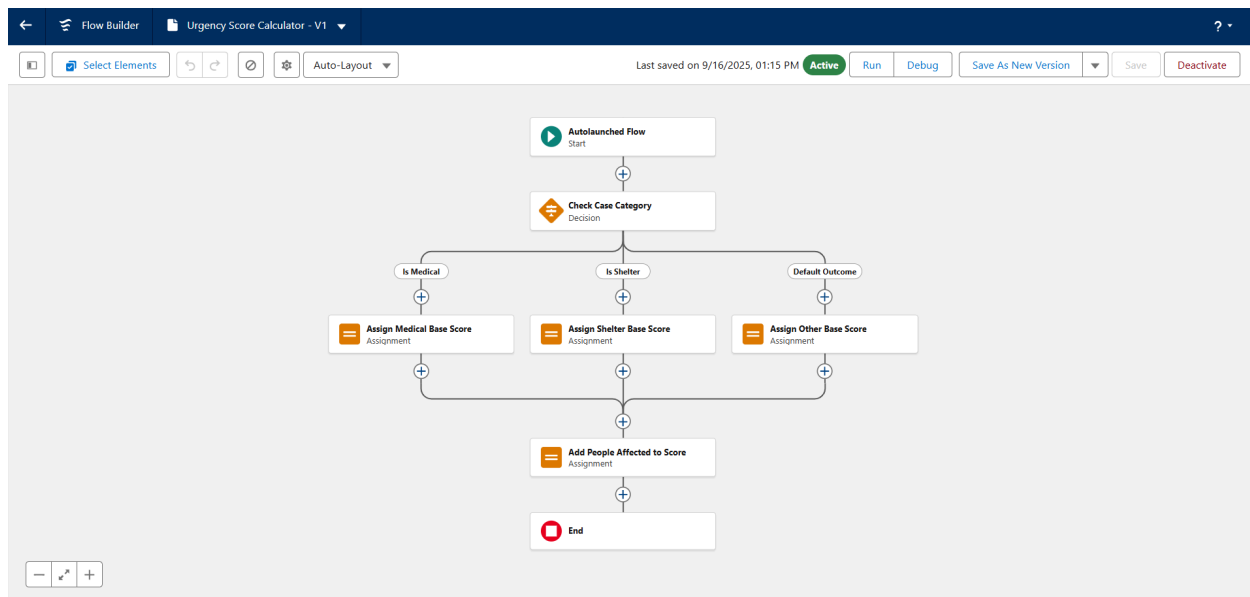 Flow Builder
Urgency Score Calculator - V1
?
Select Elements
Auto-Layout
Last saved on 9/16/2025, 01:15 PM
Active
Run
Debug
Save As New Version
Save
Deactivate
Autolaunched Flow
Start
Check Case Category
Decision
Is Medical
Is Shelter
Default Outcome
Assign Medical Base Score
Assignment
Assign Shelter Base Score
Assignment
Assign Other Base Score
Assignment
Add People Affected to Score
Assignment
End